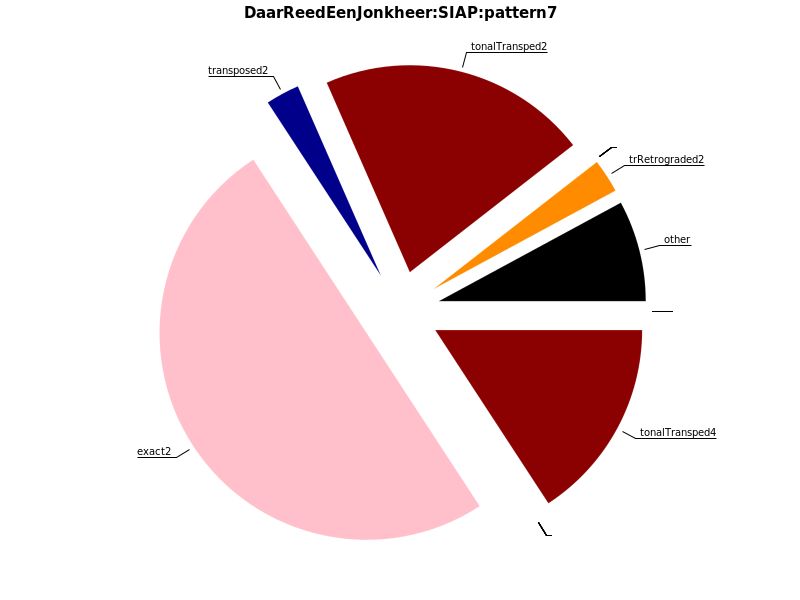 DaarReedEenJonkheer:SIAP:pattern7
tonalTransped2
transposed2
trRetrograded2
other
tonalTransped4
exact2